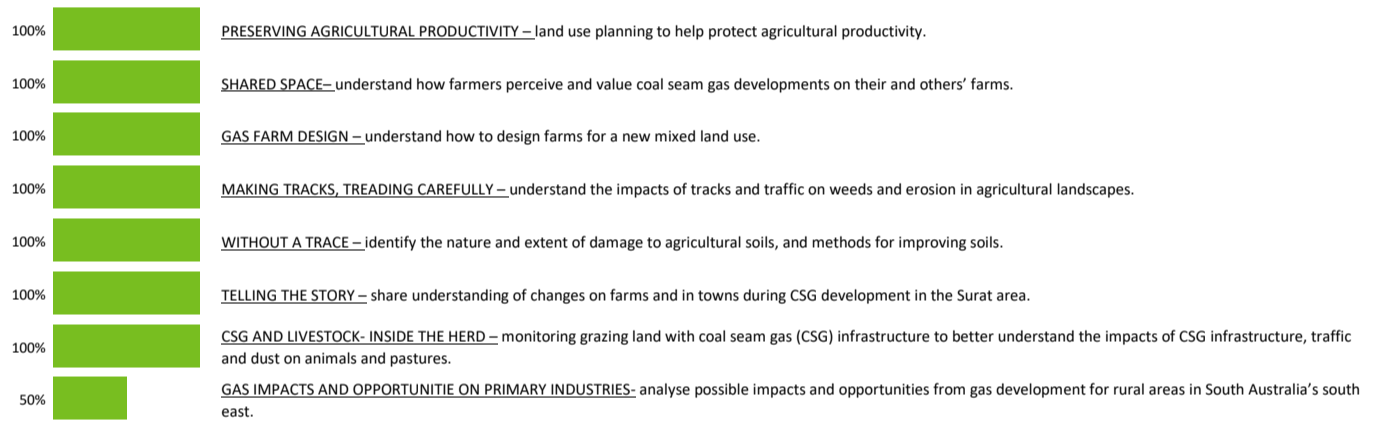 100% PRESERVING AGRICULTURAL PRODUCTIVITY – land use planning to help protect agricultural productivity.
100% SHARED SPACE– understand how farmers perceive and value coal seam gas developments on their and others’ farms.
100% GAS FARM DESIGN – understand how to design farms for a new mixed land use.
100% MAKING TRACKS, TREADING CAREFULLY – understand the impacts of tracks and traffic on weeds and erosion in agricultural landscapes.
100% WITHOUT A TRACE – identify the nature and extent of damage to agricultural soils, and methods for improving soils.
100% TELLING THE STORY – share understanding of changes on farms and in towns during CSG development in the Surat area.
100% CSG AND LIVESTOCK- INSIDE THE HERD – monitoring grazing land with coal seam gas (CSG) infrastructure to better understand the impacts of CSG infrastructure, traffic
and dust on animals and pastures.
50% GAS IMPACTS AND OPPORTUNITIE ON PRIMARY INDUSTRIES- analyse possible impacts and opportunities from gas development for rural areas in South Australia’s south
east.